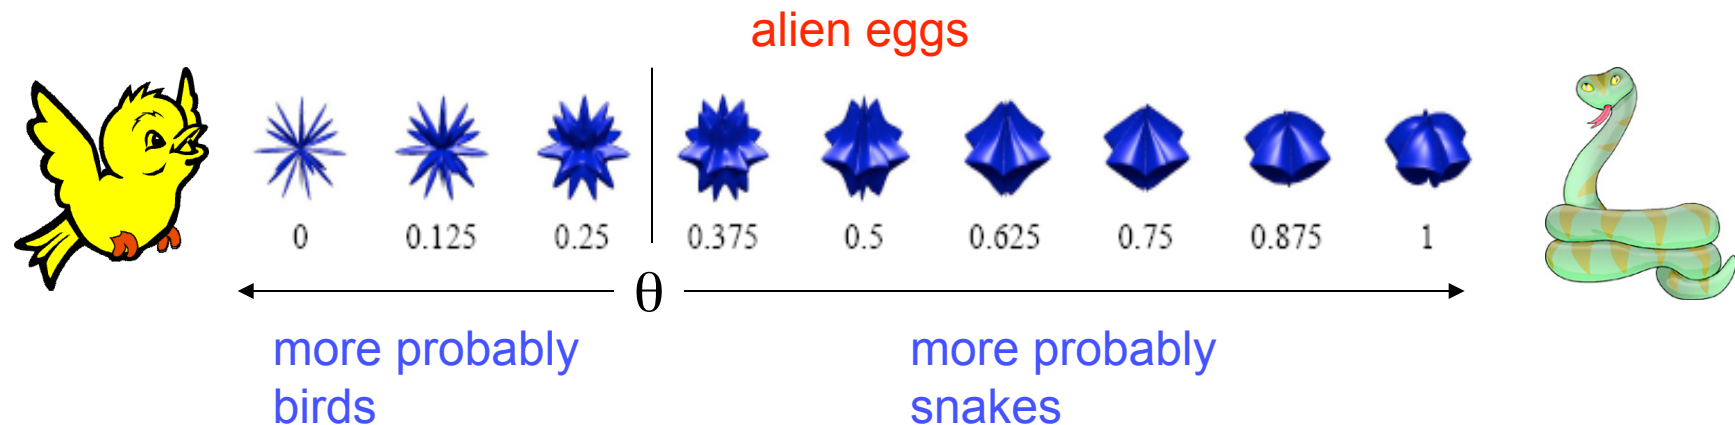 alien eggs
0 0.125 0.25 0.375 0.5 0.625 0.75 0.875 1
θ
more probably more probably
birds snakes